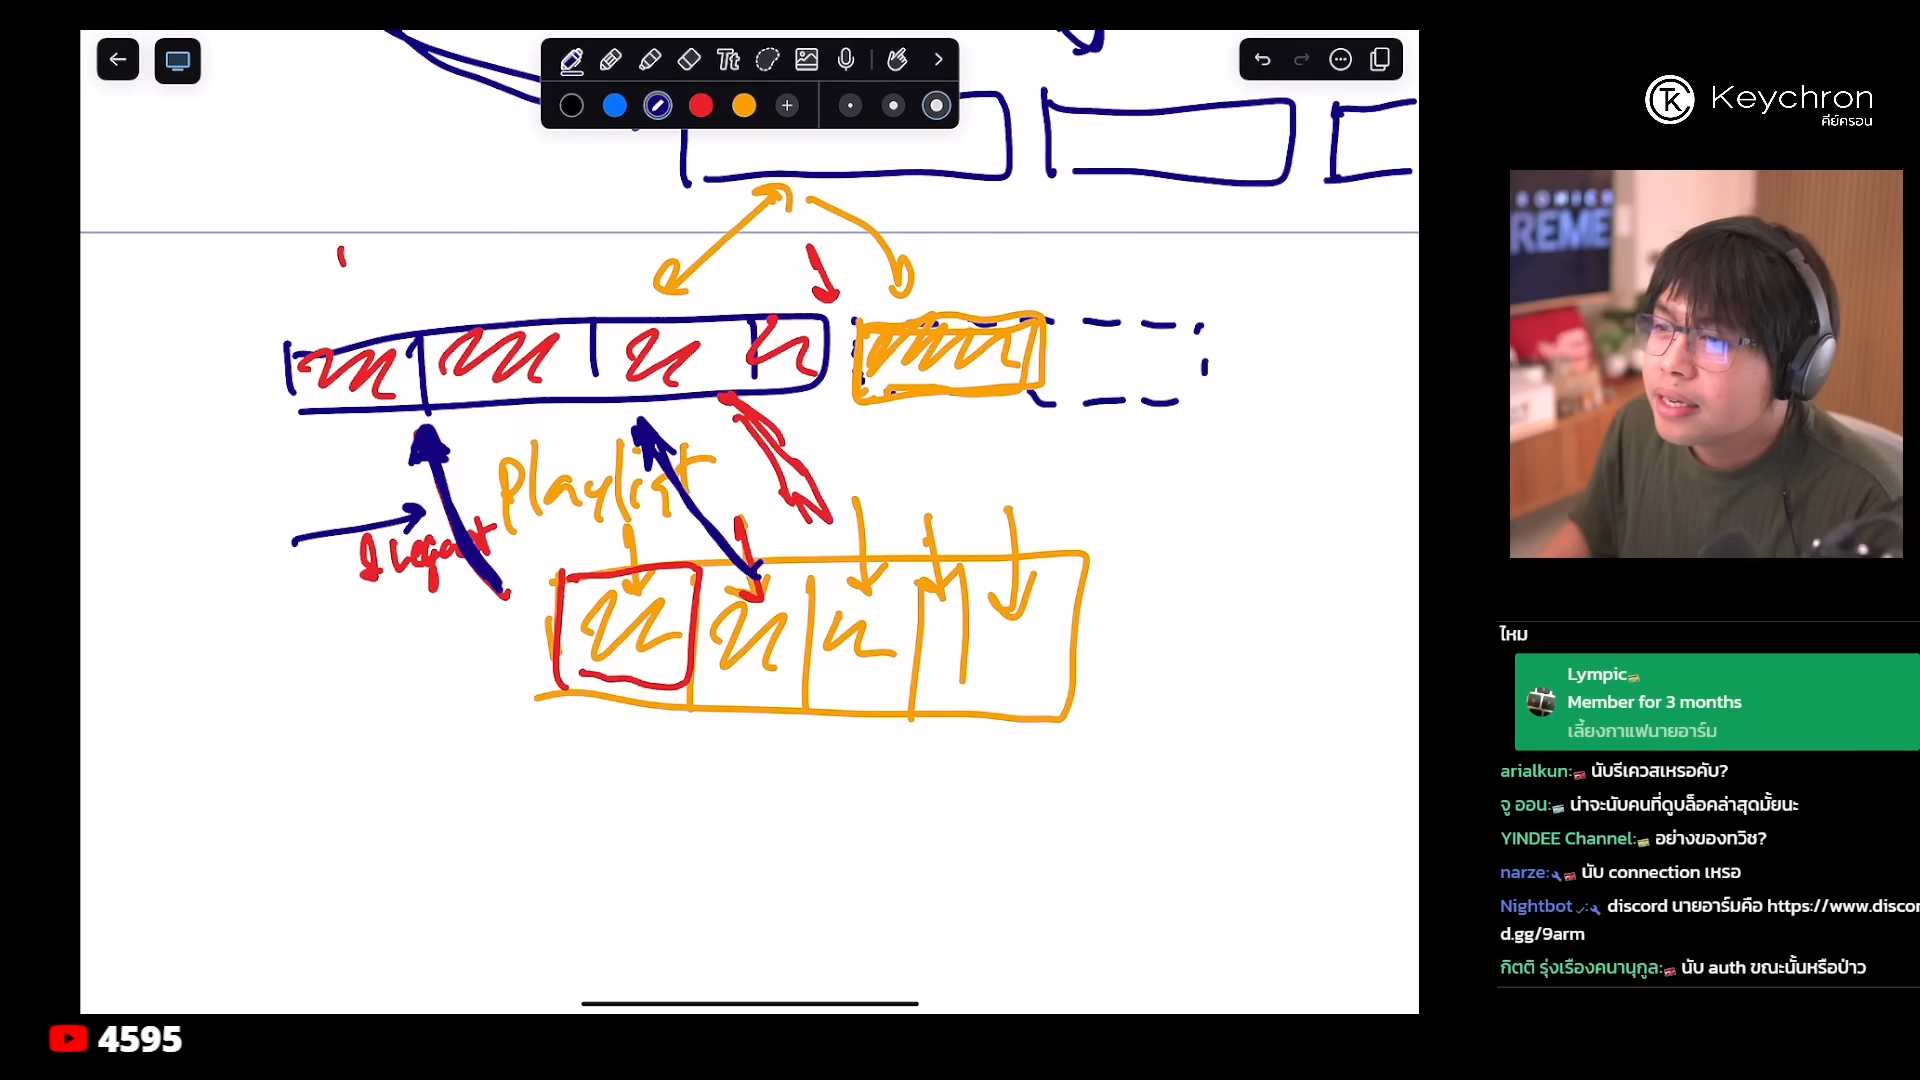 Tt
Keychron
คีย์ครอน
REME
Playlist
ไหม
Lympic
Member for 3 months
เลี้ยงกาแฟนายอาร์ม
arialkun: นับรีเควสเหรอคับ?
จู ออน: น่าจะนับคนที่ดูบล็อคล่าสุดมั้ยนะ
YINDEE Channel: อย่างของทวิช?
narze: นับ connection เหรอ
Nightbot: discord นายอาร์มคือ https://www.discor
d.gg/9arm
กิตติ รุ่งเรืองคนานุกูล: นับ auth ขณะนั้นหรือป่าว
4595